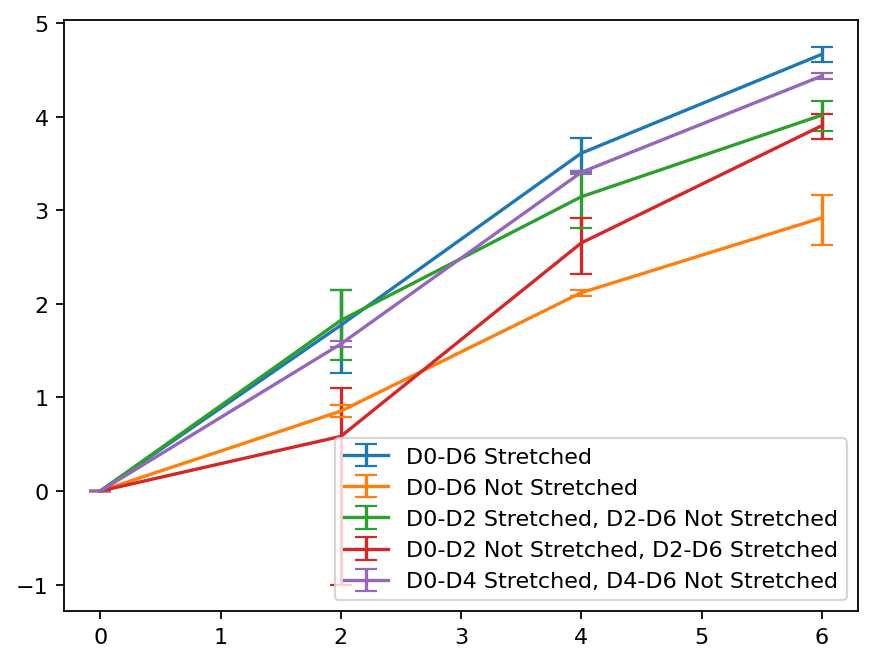 5
4
3
2
1
0
−1
0 1 2 3 4 5 6
D0-D6 Stretched
D0-D6 Not Stretched
D0-D2 Stretched, D2-D6 Not Stretched
D0-D2 Not Stretched, D2-D6 Stretched
D0-D4 Stretched, D4-D6 Not Stretched